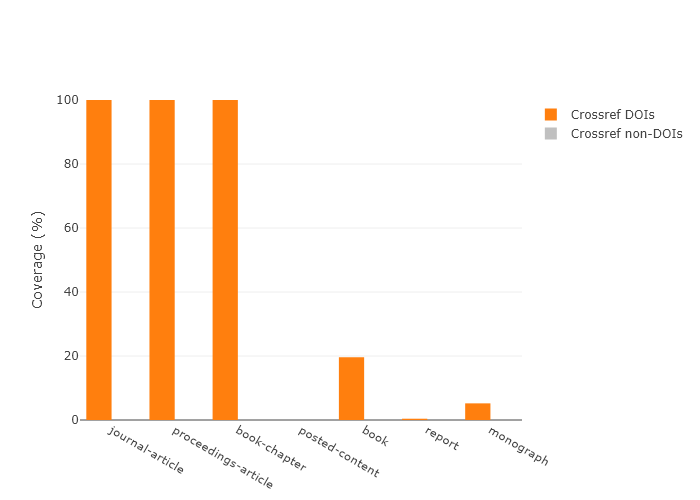 100
80
60
40
20
0
Coverage (%)
journal-article
proceedings-article
book-chapter
posted-content
book
report
monograph
Crossref DOIs
Crossref non-DOIs